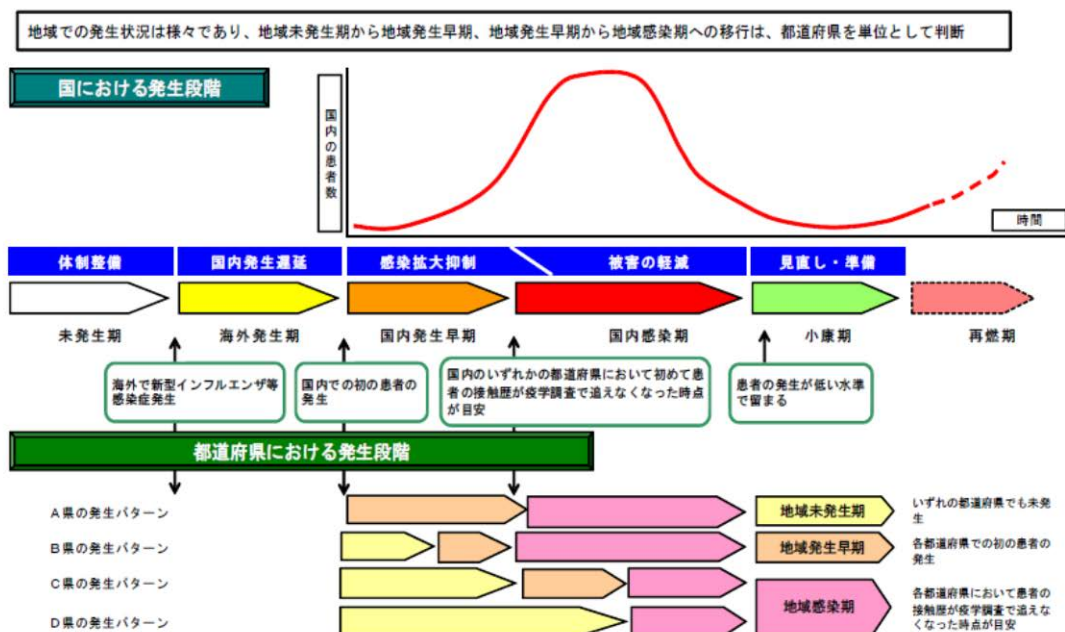 地域での発生状況は様々であり、地域未発生期から地域発生早期、地域発生早期から地域感染期への移行は、都道府県を単位として判断
国における発生段階
国内の患者数
時間
体制整備
国内発生遅延
感染拡大抑制
被害の軽減
見直し・準備
未発生期
海外発生期
国内発生早期
国内感染期
小康期
再燃期
海外で新型インフルエンザ等
感染症発生
国内での初の患者の
発生
国内のいずれかの都道府県において初めて患
者の接触歴が疫学調査で追えなくなった時点
が目安
患者の発生が低い水準
で留まる
都道府県における発生段階
A県の発生パターン
地域未発生期
いずれの都道府県でも未発
生
B県の発生パターン
地域発生早期
各都道府県での初の患者の
発生
C県の発生パターン
地域感染期
各都道府県において患者の
接触歴が疫学調査で追えな
くなった時点が目安
D県の発生パターン